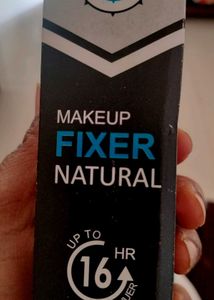 MAKEUP
FIXER
NATURAL
UP TO
16 HR